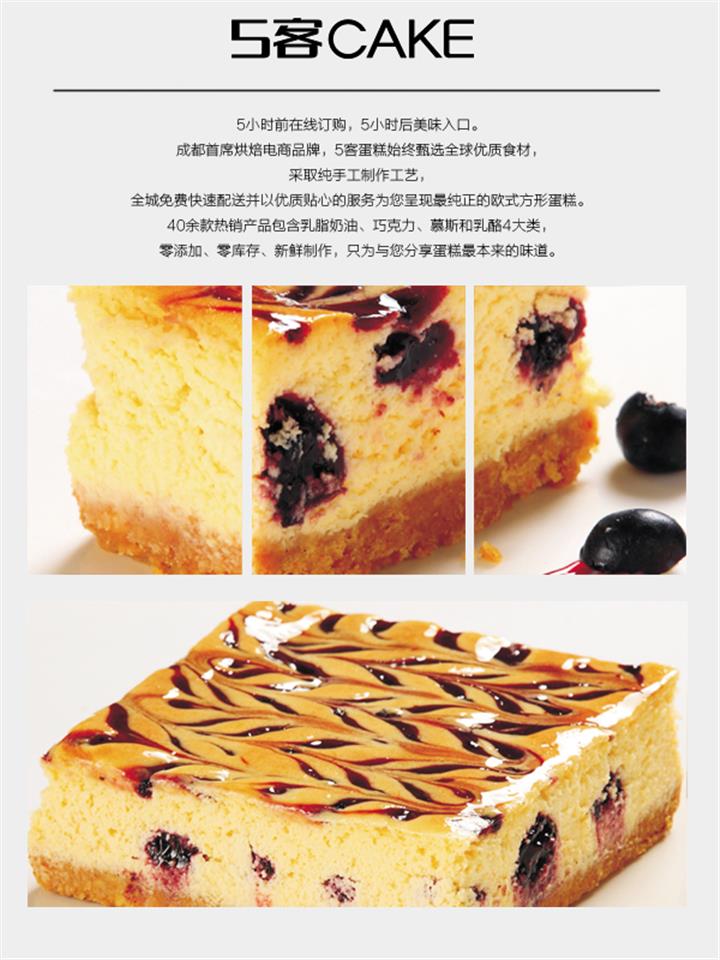 5客CAKE
5小时前在线订购，5小时后美味入口。
成都首席烘焙电商品牌，5客蛋糕始终甄选全球优质食材，
采取纯手工制作工艺，
全城免费快速配送并以优质贴心的服务为您呈现最纯正的欧式方形蛋糕。
40余款热销产品包含乳脂奶油、巧克力、慕斯和乳酪4大类，
零添加、零库存、新鲜制作，只为与您分享蛋糕最本来的味道。